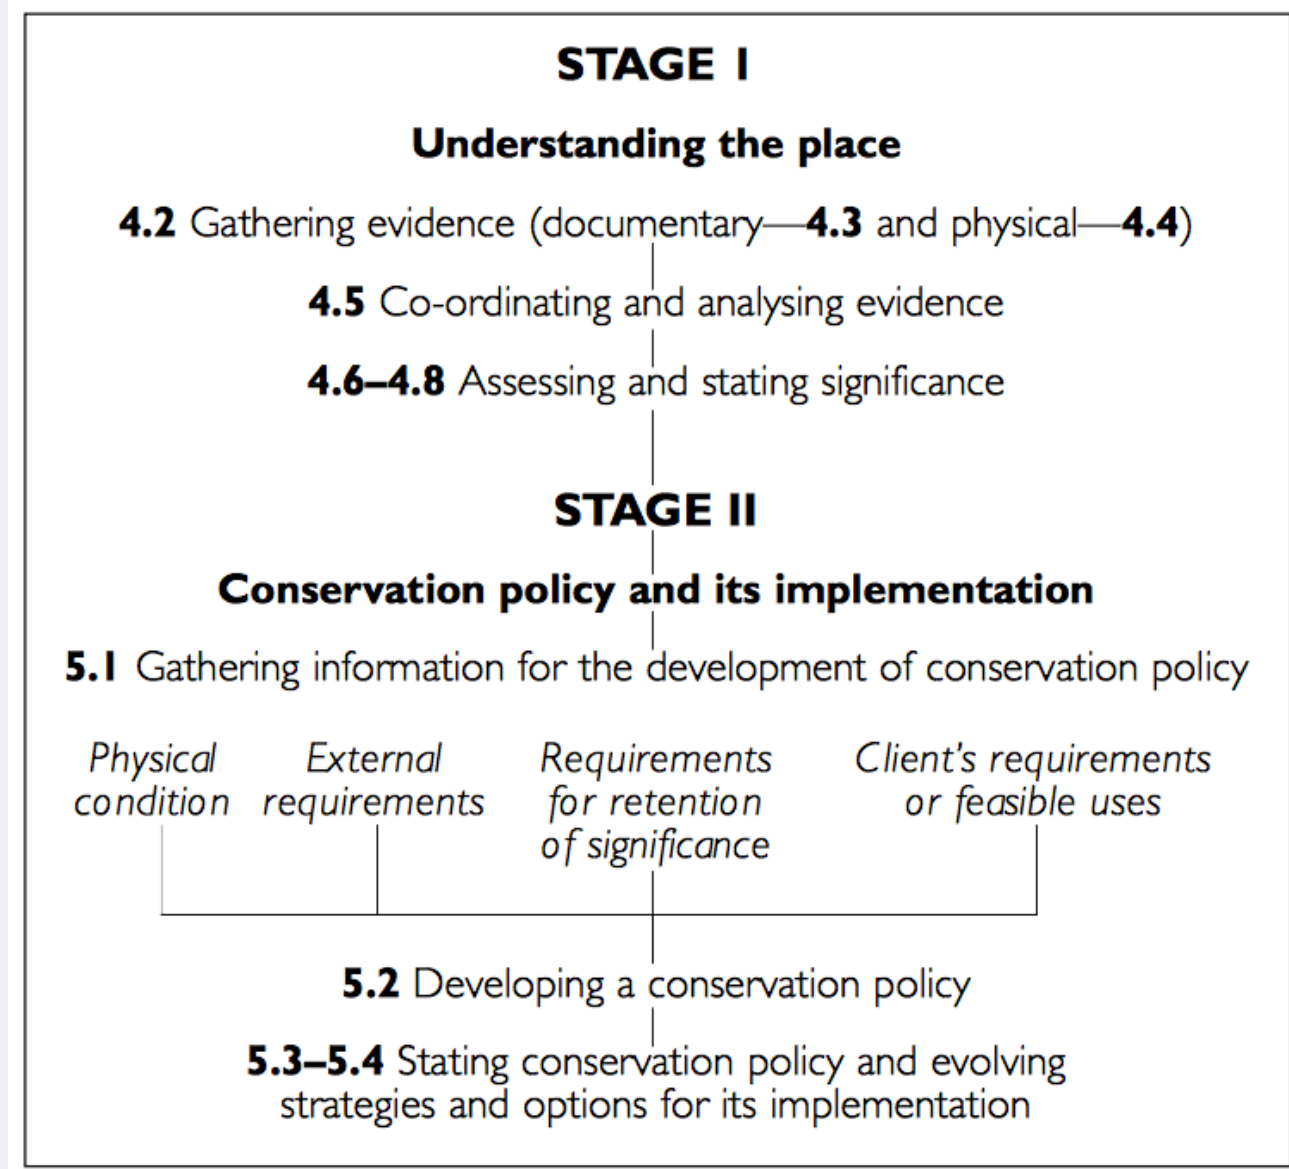 STAGE I
Understanding the place
4.2 Gathering evidence (documentary—4.3 and physical—4.4)
4.5 Co-ordinating and analysing evidence
4.6–4.8 Assessing and stating significance
STAGE II
Conservation policy and its implementation
5.1 Gathering information for the development of conservation policy
Physical
condition
External
requirements
Requirements
for retention
of significance
Client's requirements
or feasible uses
5.2 Developing a conservation policy
5.3–5.4 Stating conservation policy and evolving
strategies and options for its implementation